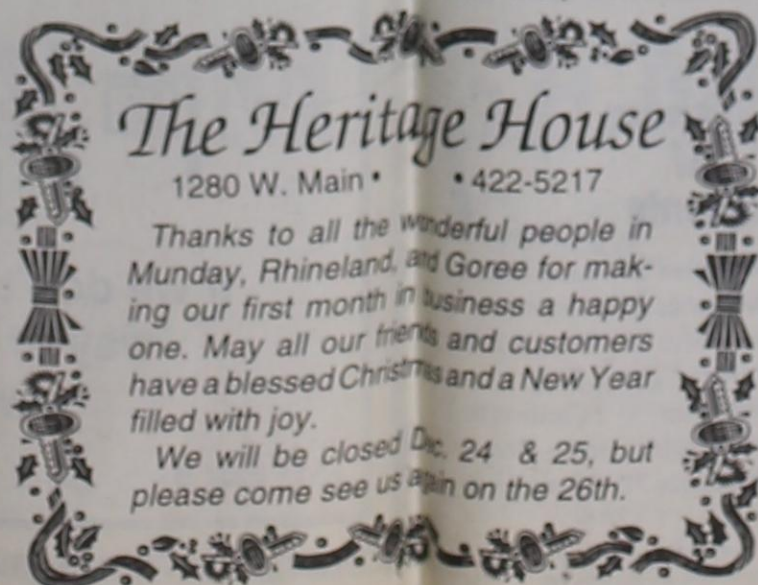 The Heritage House
1280 W. Main • • 422-5217
Thanks to all the wonderful people in
Munday, Rhineland, and Goree for mak-
ing our first month in business a happy
one. May all our friends and customers
have a blessed Christmas and a New Year
filled with joy.
We will be closed Dec. 24 & 25, but
please come see us again on the 26th.